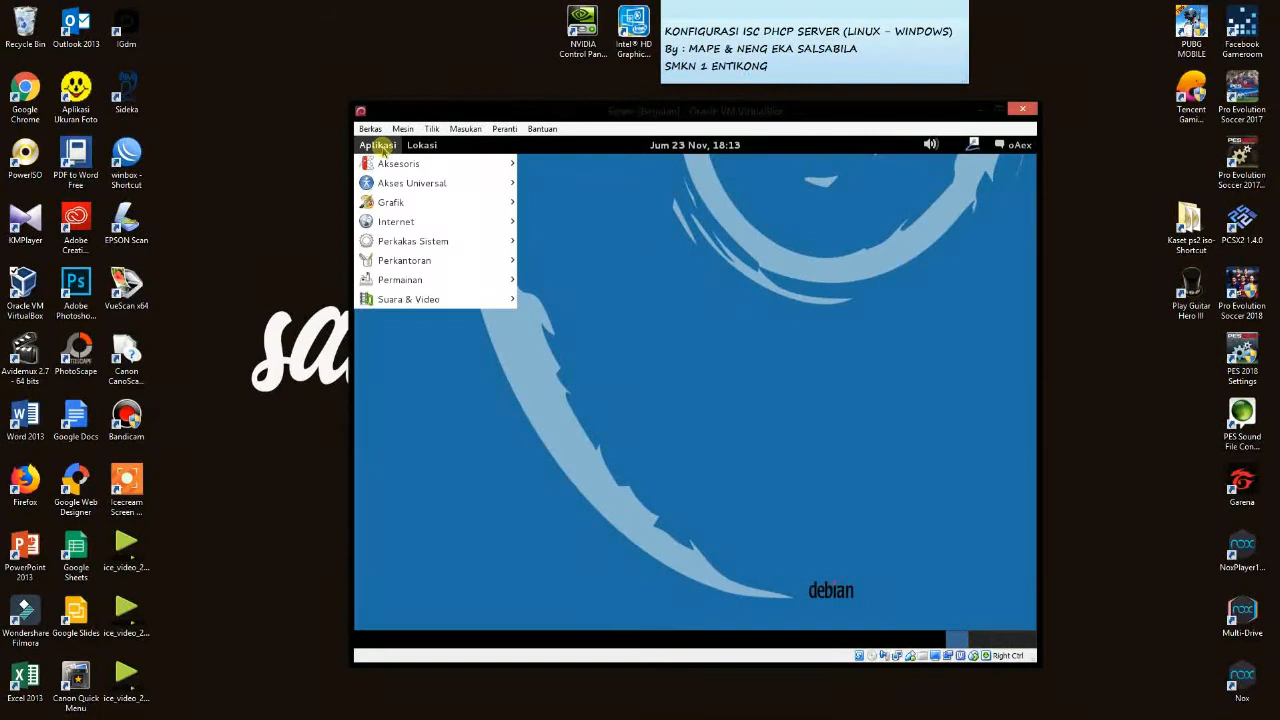 Recycle Bin
Outlook 2013
IGdm
Google
Chrome
Aplikasi
Ukuran Foto
Sideka
PowerISO
PDF to Word
Free
winbox -
Shortcut
KMPlayer
Adobe
Creati...
EPSON Scan
Oracle VM
VirtualBox
Adobe
Photosho...
VueScan x64
Avidemux 2.7
- 64 bits
PhotoScape
Canon
CanoSca...
Word 2013
Google Docs
Bandicam
Firefox
Google Web
Designer
Icecream
Screen ...
PowerPoint
2013
Google
Sheets
ice_video_2...
Wondershare
Filmora
Google Slides
ice_video_2...
Excel 2013
Canon Quick
Menu
ice_video_2...
NVIDIA
Control Pan...
Intel® HD
Graphic...
KONFIGURASI ISC DHCP SERVER (LINUX - WINDOWS)
By : MAPE & NENG EKA SALSABILA
SMKN 1 ENTIKONG
Berkas Mesin Tilik Masukan Peranti Bantuan
Aplikasi Lokasi Jum 23 Nov, 18:13 oAex
Aksesoris
Akses Universal
Grafik
Internet
Perkakas Sistem
Perkantoran
Permainan
Suara & Video
sa
debian
Right Ctrl
PUBG
MOBILE
Facebook
Gameroom
Tencent
Gami...
Pro Evolution
Soccer 2017
Pro Evolution
Soccer 2017...
Kaset ps2 iso-
Shortcut
PCSX2 1.4.0
Play Guitar
Hero III
Pro Evolution
Soccer 2018
PES 2018
Settings
PES Sound
File Con...
Garena
NoxPlayer1...
Multi-Drive
Nox